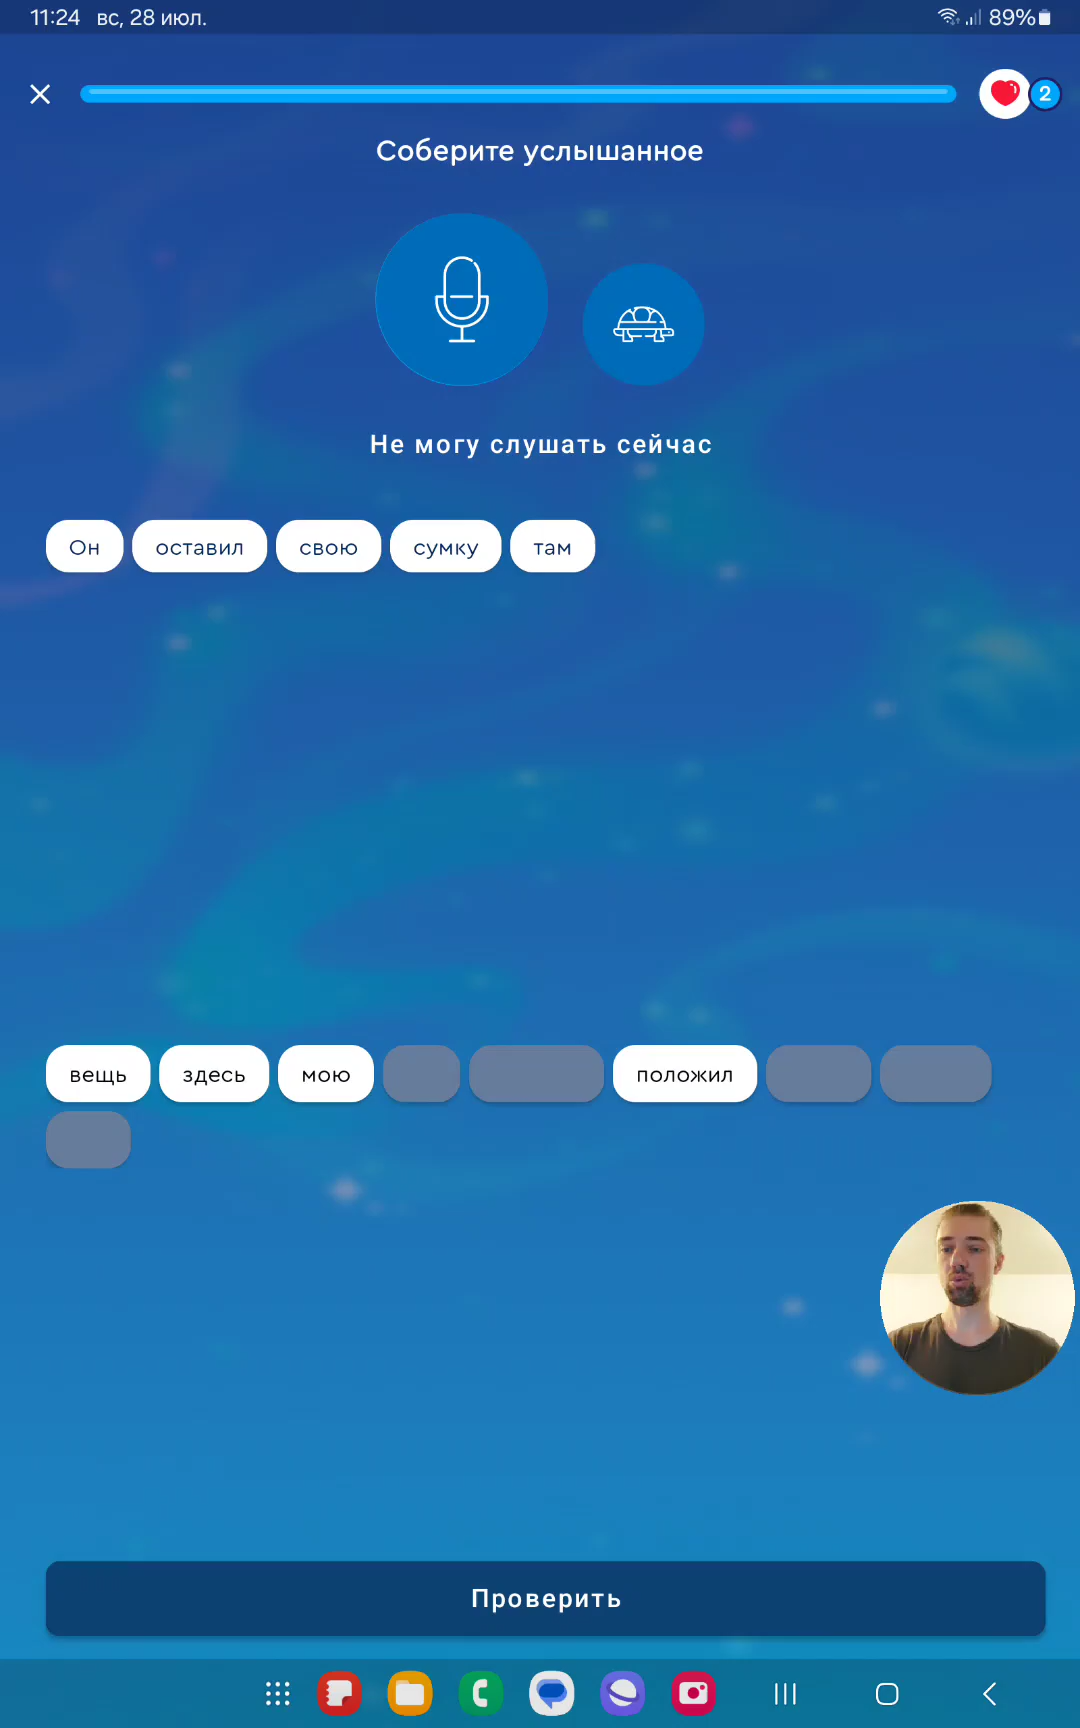 11:24 вс, 28 июл. 89%
2
Соберите услышанное
Не могу слушать сейчас
Он оставил свою сумку там
вещь здесь мою положил
Проверить